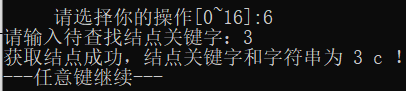 请选择你的操作[0~16]:6
请输入待查找结点关键字：3
获取结点成功，结点关键字和字符串为 3 c !
---任意键继续---